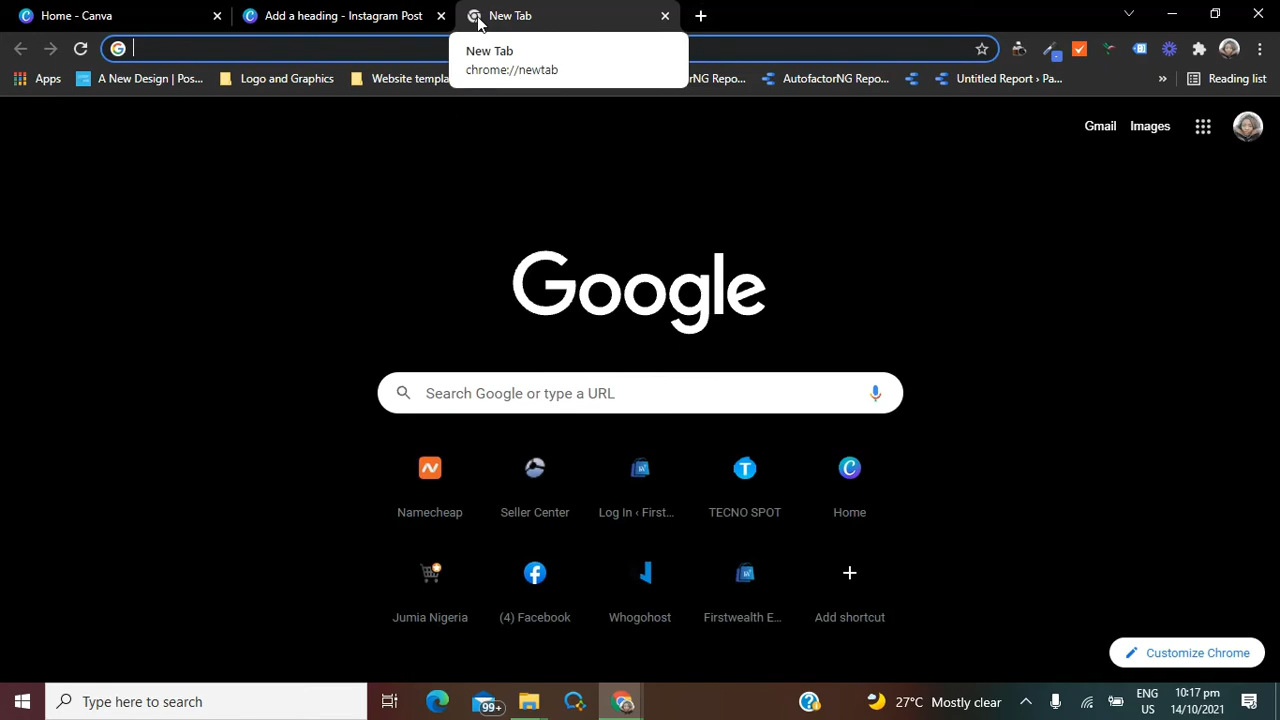 Home - Canva
Add a heading - Instagram Post
New Tab
New Tab
chrome://newtab
Apps
A New Design | Pos...
Logo and Graphics
Website templa
rNG Repo...
AutofactorNG Repo...
Untitled Report › Pa...
»
Reading list
Gmail
Images
Google
Search Google or type a URL
Namecheap
Seller Center
Log In ‹ First...
TECNO SPOT
Home
Jumia Nigeria
(4) Facebook
Whogohost
Firstwealth E...
Add shortcut
Customize Chrome
Type here to search
99+
27°C Mostly clear
ENG
US
10:17 pm
14/10/2021